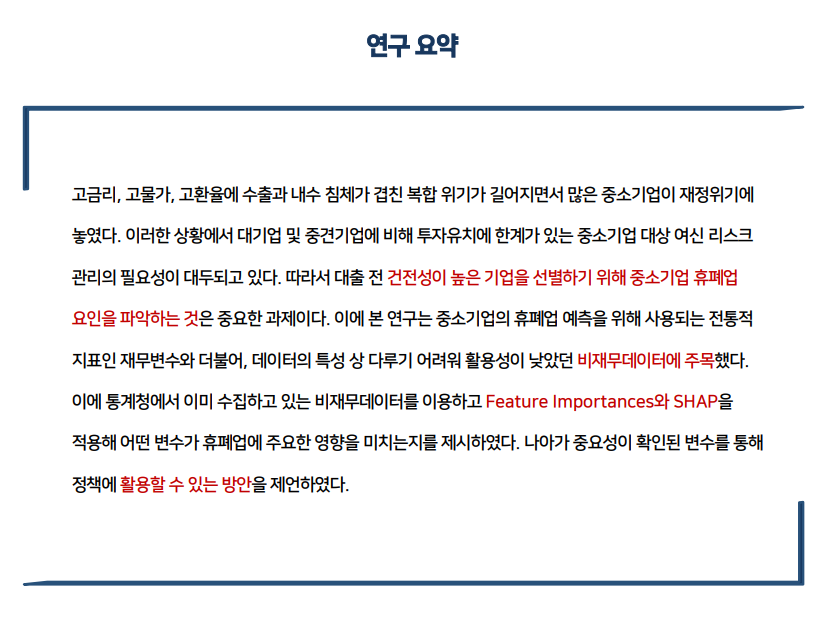 연구 요약
고금리, 고물가, 고환율에 수출과 내수 침체가 겹친 복합 위기가 길어지면서 많은 중소기업이 재정위기에
놓였다. 이러한 상황에서 대기업 및 중견기업에 비해 투자유치에 한계가 있는 중소기업 대상 여신 리스크
관리의 필요성이 대두되고 있다. 따라서 대출 전 건전성이 높은 기업을 선별하기 위해 중소기업 휴폐업
요인을 파악하는 것은 중요한 과제이다. 이에 본 연구는 중소기업의 휴폐업 예측을 위해 사용되는 전통적
지표인 재무변수와 더불어, 데이터의 특성 상 다루기 어려워 활용성이 낮았던 비재무데이터에 주목했다.
이에 통계청에서 이미 수집하고 있는 비재무데이터를 이용하고 Feature Importances와 SHAP을
적용해 어떤 변수가 휴폐업에 주요한 영향을 미치는지를 제시하였다. 나아가 중요성이 확인된 변수를 통해
정책에 활용할 수 있는 방안을 제언하였다.